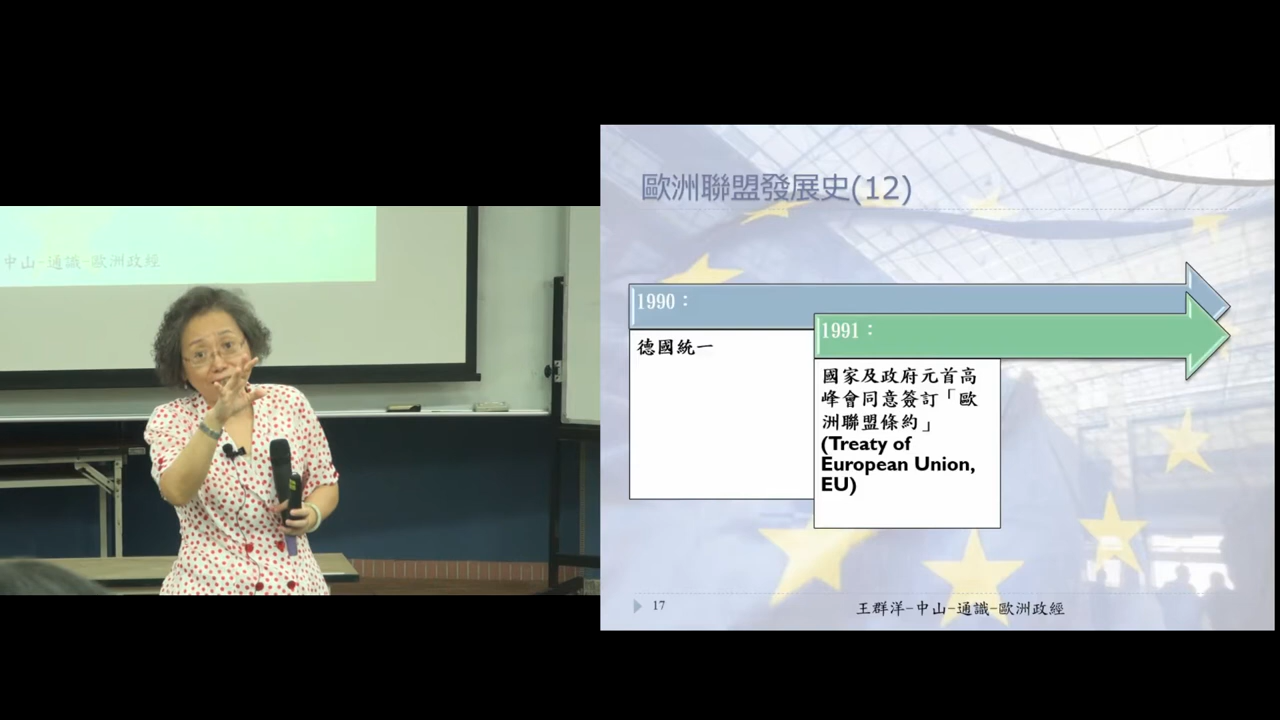 中山-通識-歐洲政經
歐洲聯盟發展史(12)
1990：
德國統一
1991：
國家及政府元首高
峰會同意簽訂「歐
洲聯盟條約」
(Treaty of
European Union,
EU)
17
王群洋-中山-通識-歐洲政經